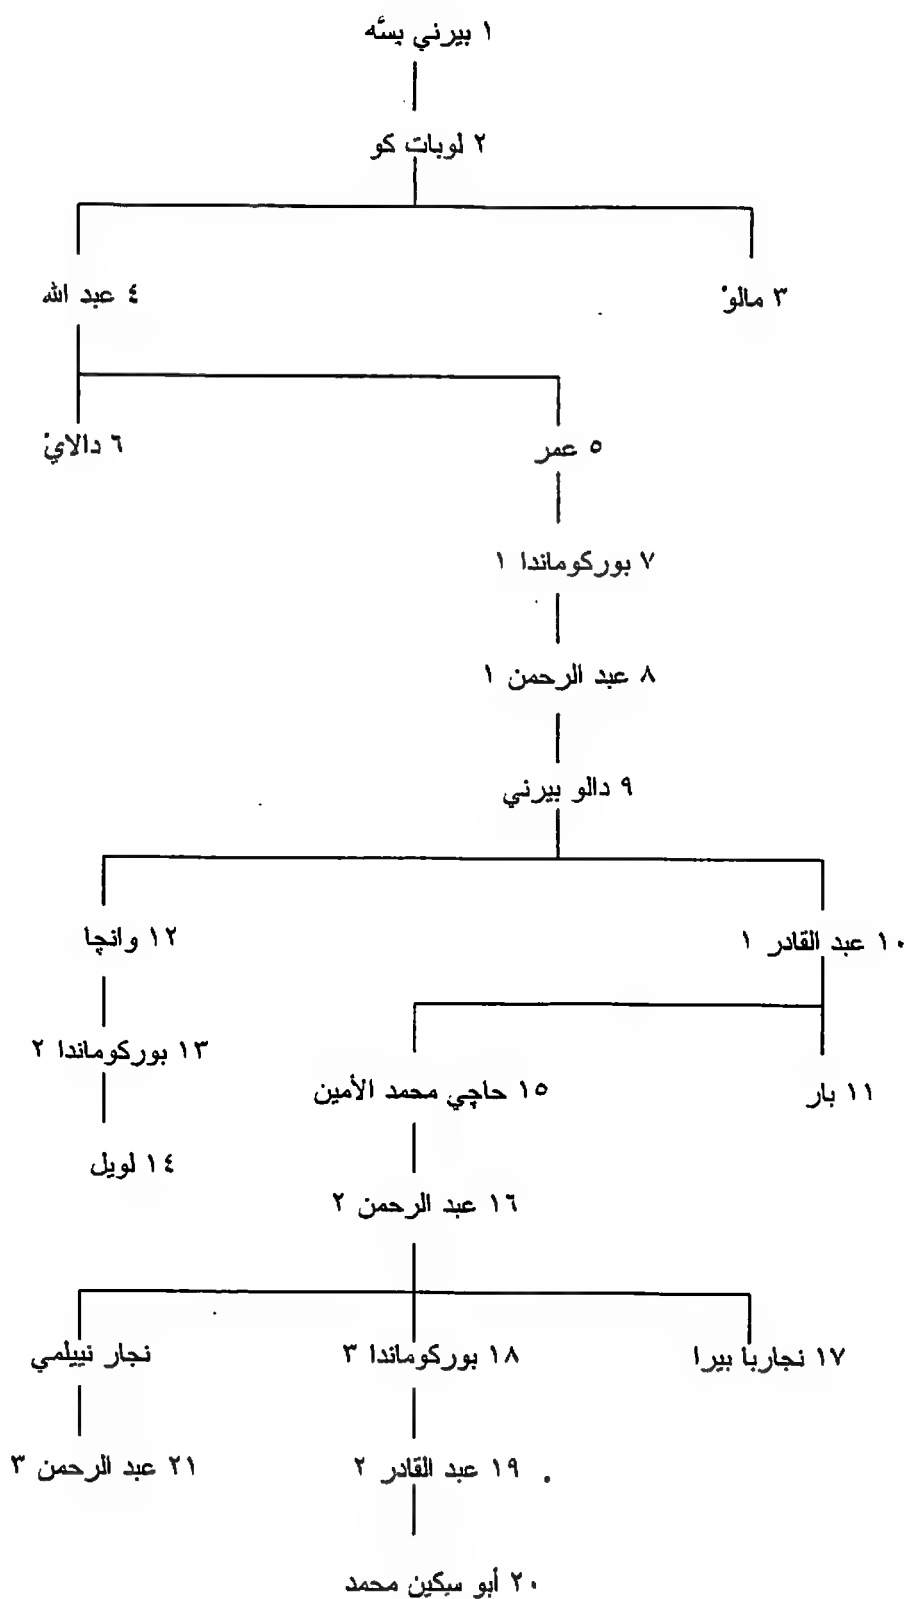 ١ بيرني بسَّه
٢ لوبات كو
٣ مالوْ
٤ عبد الله
٥ عمر
٦ دالايْ
٧ بوركوماندا ١
٨ عبد الرحمن ١
٩ دالو بيرني
١٠ عبد القادر ١
١٢ وانچا
١٣ بوركوماندا ٢
١١ بار
١٥ حاچي محمد الأمين
١٤ لويل
١٦ عبد الرحمن ٢
١٧ نجاربا بيرا
١٨ بوركوماندا ٣
نجار نييلمي
١٩ عبد القادر ٢
٢١ عبد الرحمن ٣
٢٠ أبو سكين محمد